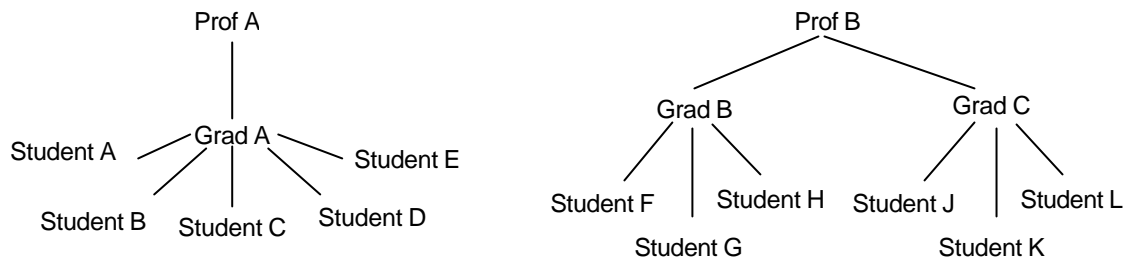 Prof A
Grad A
Student A
Student B
Student C
Student D
Student E
Prof B
Grad B
Grad C
Student F
Student G
Student H
Student J
Student K
Student L